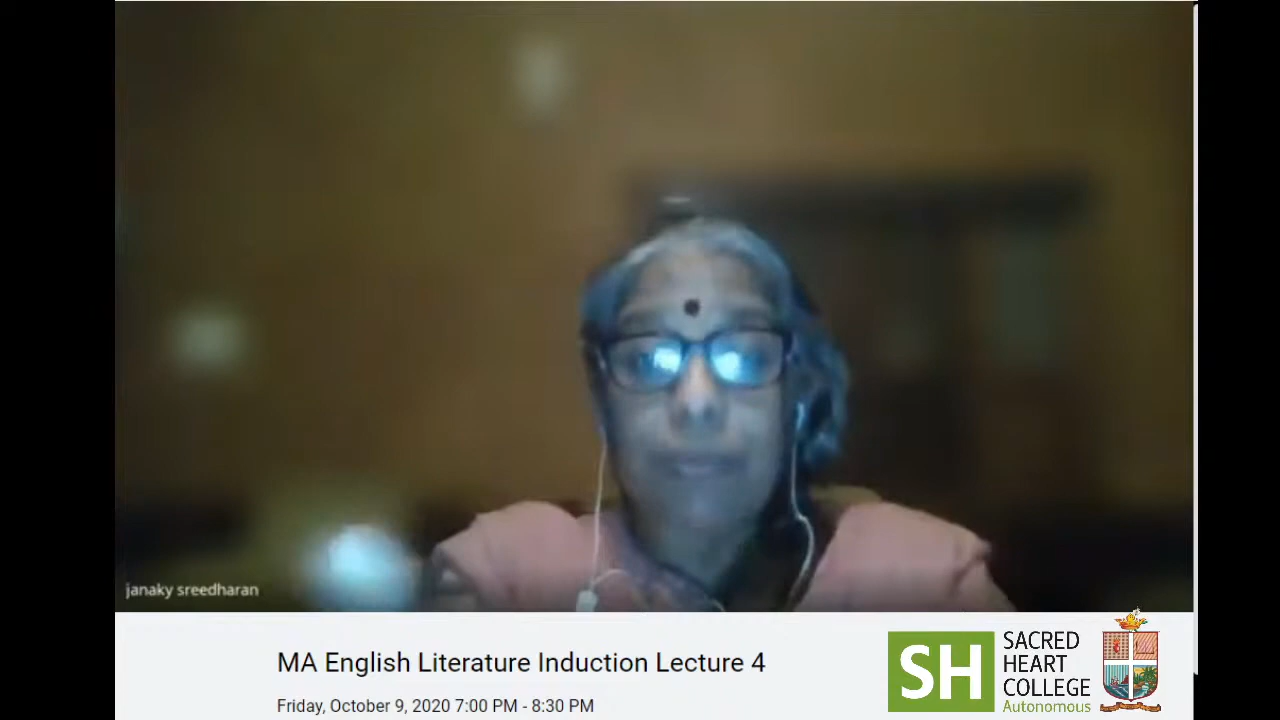 janaky sreedharan
MA English Literature Induction Lecture 4
Friday, October 9, 2020 7:00 PM - 8:30 PM
SH
SACRED
HEART
COLLEGE
Autonomous